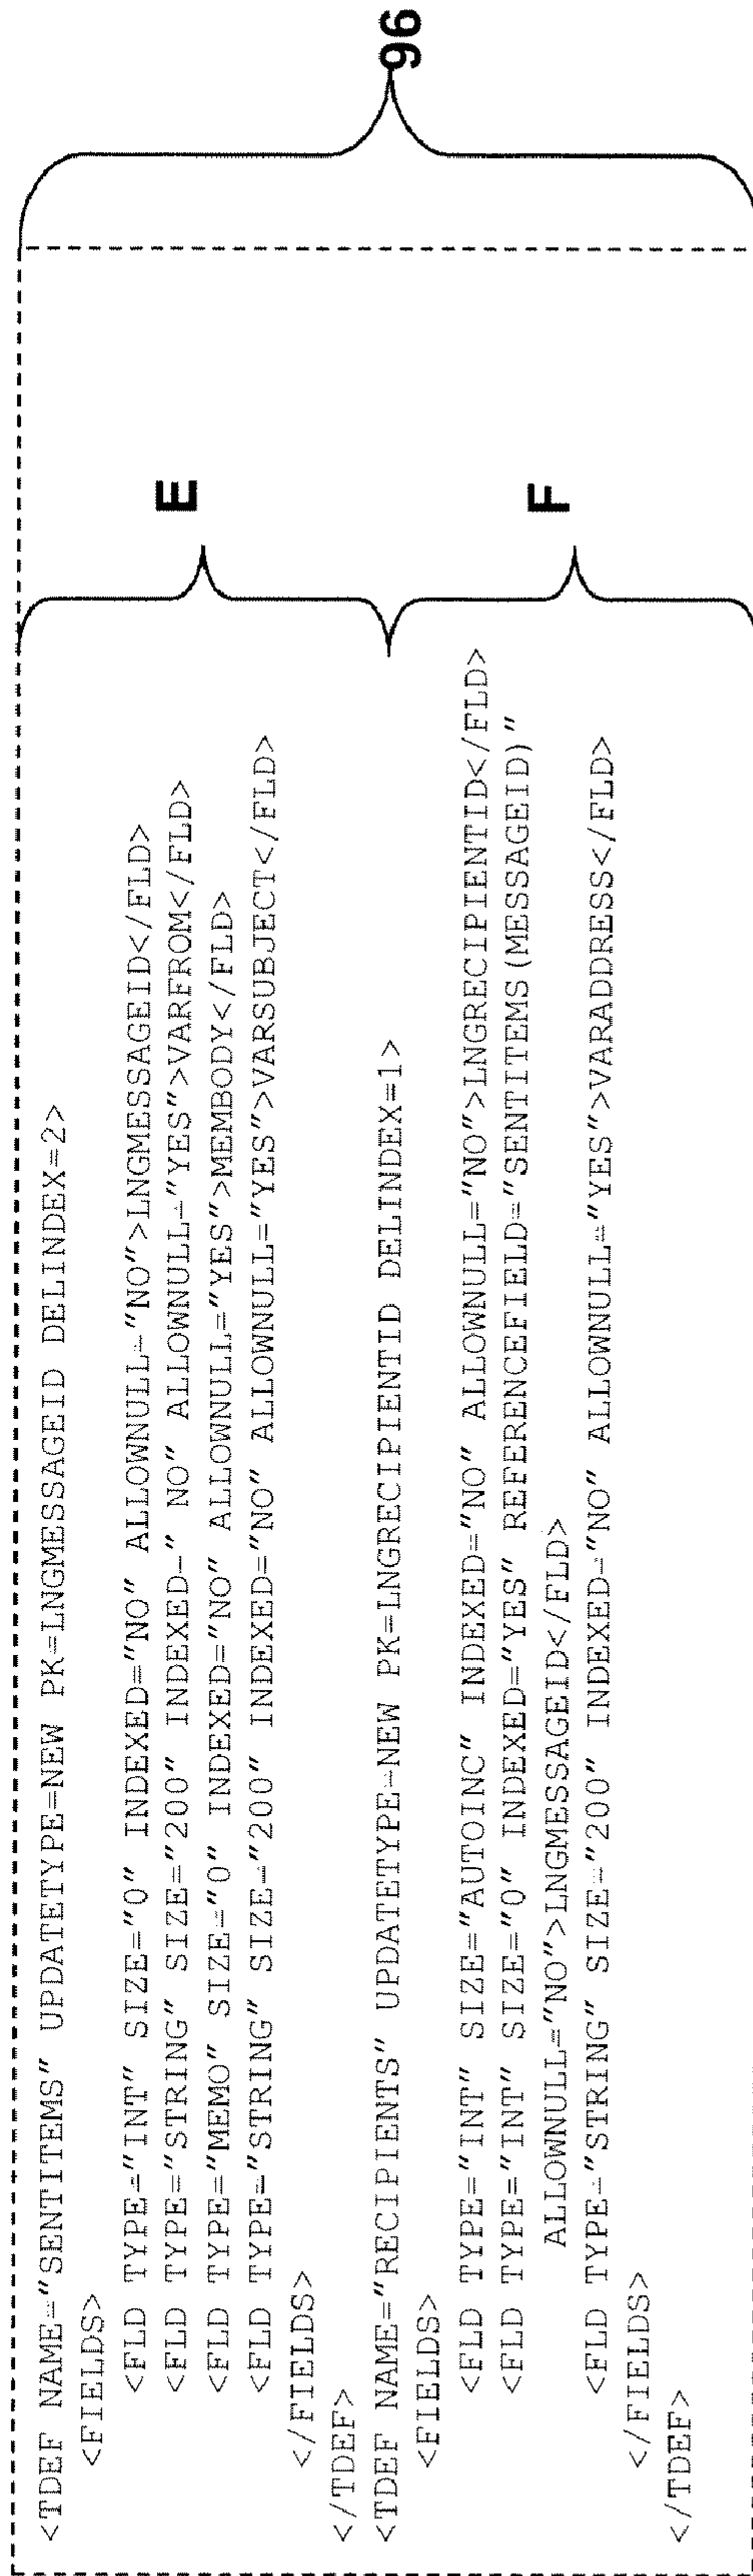 <TDEF NAME="SENTITEMS" UPDATETYPE=NEW PK=LNGMESSAGEID DELINDEX=2>
<FIELDS>
<FLD TYPE="INT" SIZE="0" INDEXED="NO" ALLOWNULL="NO">LNGMESSAGEID</FLD>
<FLD TYPE="STRING" SIZE="200" INDEXED=" NO" ALLOWNULL="YES">VARFROM</FLD>
<FLD TYPE="MEMO" SIZE="0" INDEXED="NO" ALLOWNULL="YES">MEMBODY</FLD>
<FLD TYPE="STRING" SIZE="200" INDEXED="NO" ALLOWNULL="YES">VARSUBJECT</FLD>
</FIELDS>
</TDEF>
E
<TDEF NAME="RECIPIENTS" UPDATETYPE=NEW PK=LNGRECIPIENTID DELINDEX=1>
<FIELDS>
<FLD TYPE="INT" SIZE="AUTOINC" INDEXED="NO" ALLOWNULL="NO">LNGRECIPIENTID</FLD>
<FLD TYPE="INT" SIZE="0" INDEXED="YES" REFERENCEFIELD="SENTITEMS(MESSAGEID)"
ALLOWNULL="NO">LNGMESSAGEID</FLD>
<FLD TYPE="STRING" SIZE="200" INDEXED="NO" ALLOWNULL="YES">VARADDRESS</FLD>
</FIELDS>
</TDEF>
F
96